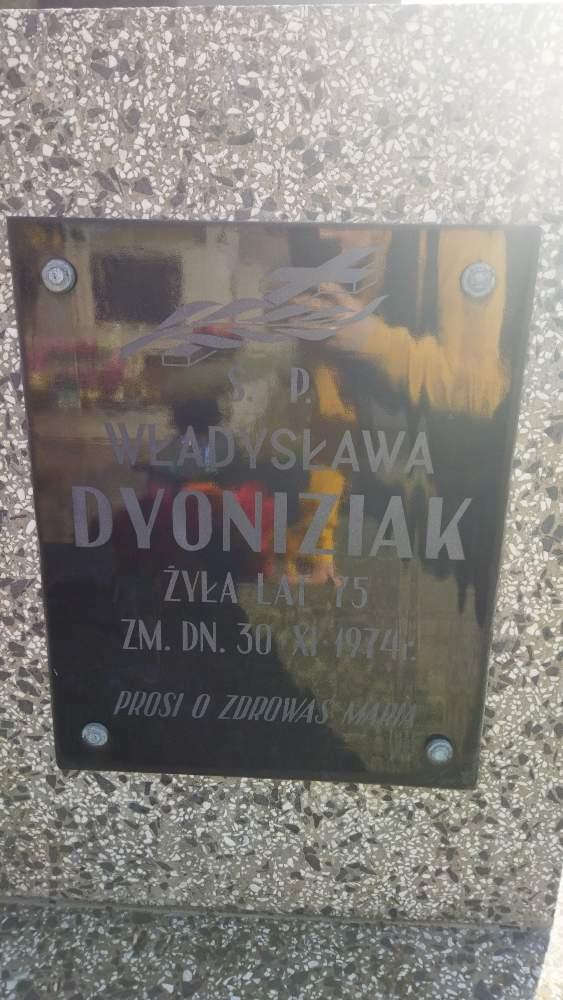 Ś. P.
WŁADYSŁAWA
DYONIZIAK
ŻYŁA LAT 75
ZM. DN. 30 XI 1974 r.
PROSI O ZDROWAŚ MARIA